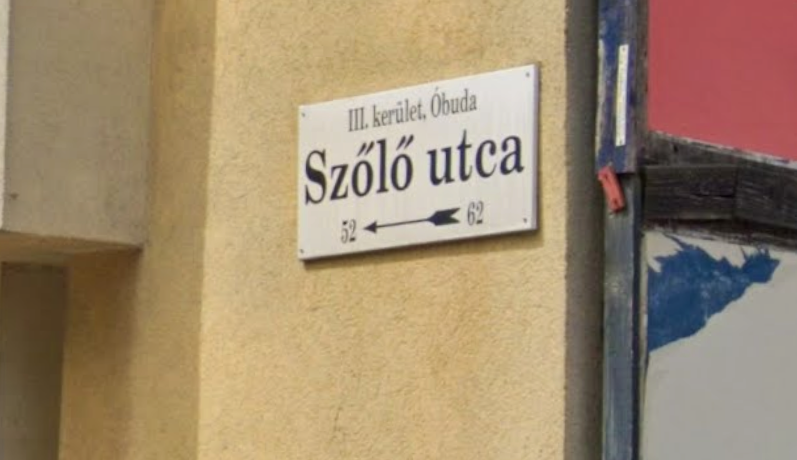 III. kerület, Óbuda
Szőlő utca
52 62